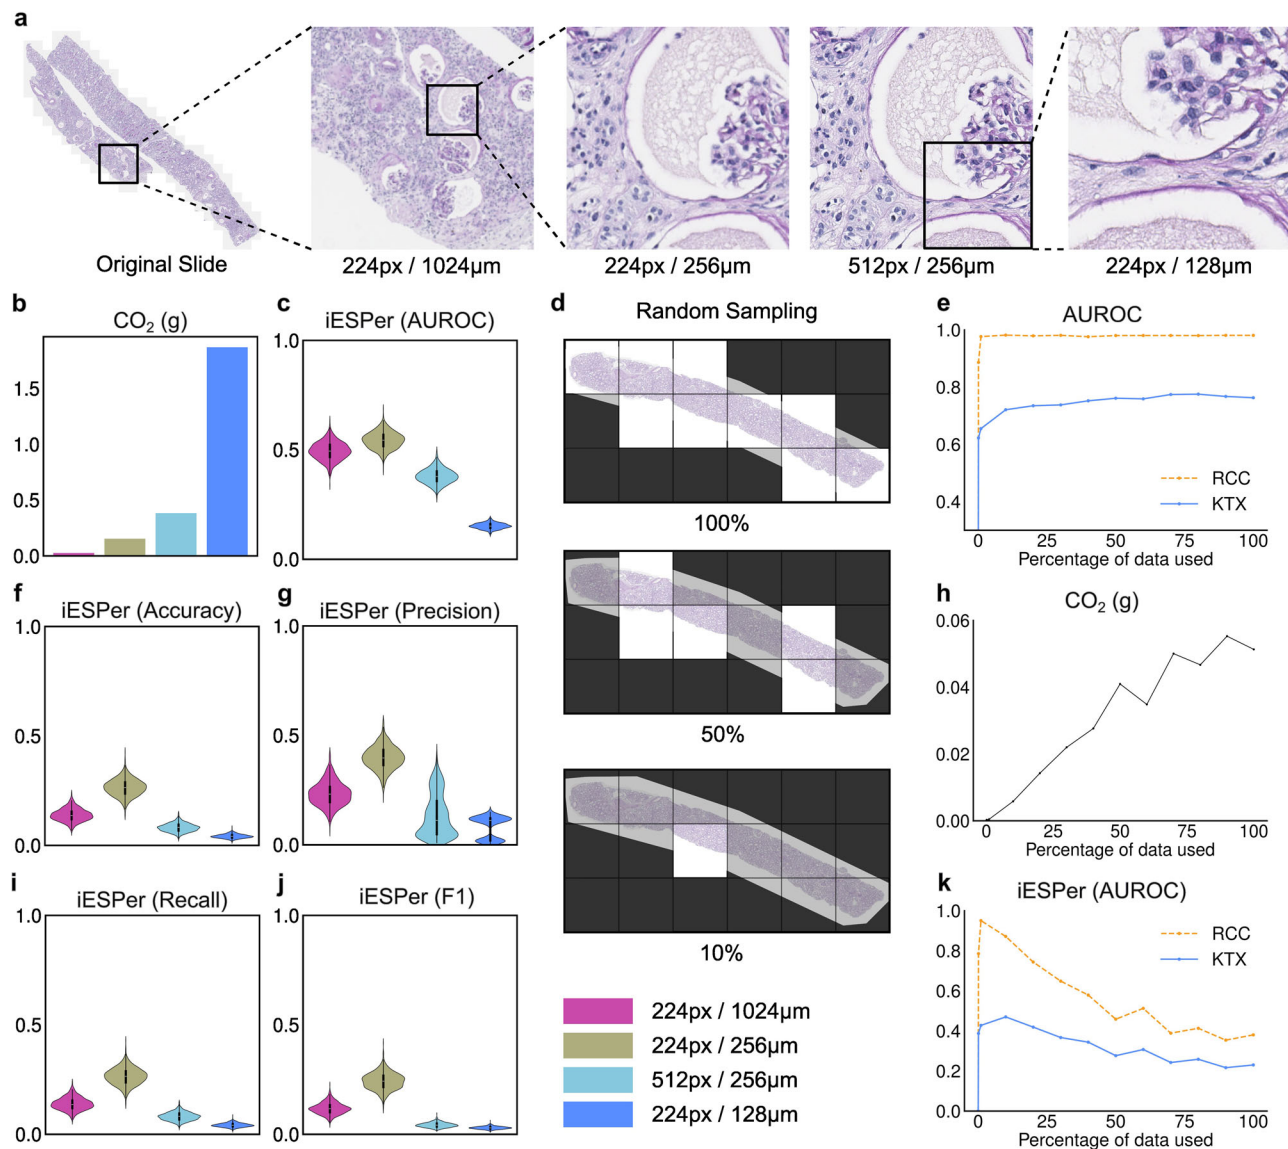 a
Original Slide
224px / 1024µm
224px / 256µm
512px / 256µm
224px / 128µm
b
CO₂ (g)
1.5
1.0
0.5
0.0
c
iESPer (AUROC)
1.0
0.5
0.0
d
Random Sampling
100%
50%
10%
e
AUROC
1.0
0.8
0.6
0.4
RCC
KTX
0 25 50 75 100
Percentage of data used
f
iESPer (Accuracy)
1.0
0.5
0.0
g
iESPer (Precision)
1.0
0.5
0.0
h
CO₂ (g)
0.06
0.04
0.02
0.0
0 25 50 75 100
Percentage of data used
i
iESPer (Recall)
1.0
0.5
0.0
j
iESPer (F1)
1.0
0.5
0.0
224px / 1024µm
224px / 256µm
512px / 256µm
224px / 128µm
k
iESPer (AUROC)
1.0
0.8
0.6
0.4
0.2
0.0
RCC
KTX
0 25 50 75 100
Percentage of data used